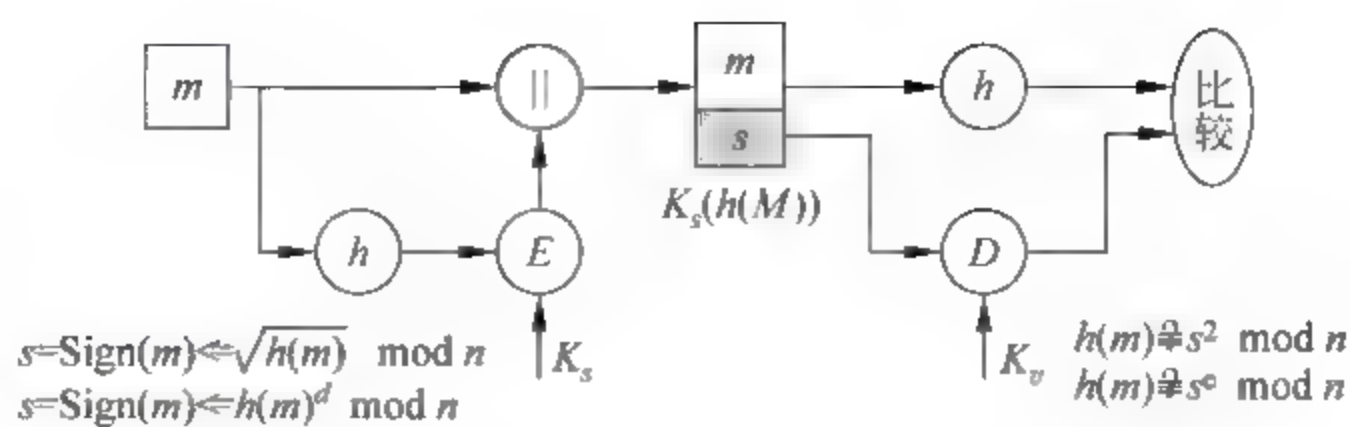 m
||
m
s
K_s(h(M))
h
比较
h
E
D
K_s
K_v
s=Sign(m)⇐√h(m) mod n
s=Sign(m)⇐h(m)^d mod n
h(m)≟s² mod n
h(m)≟s^e mod n